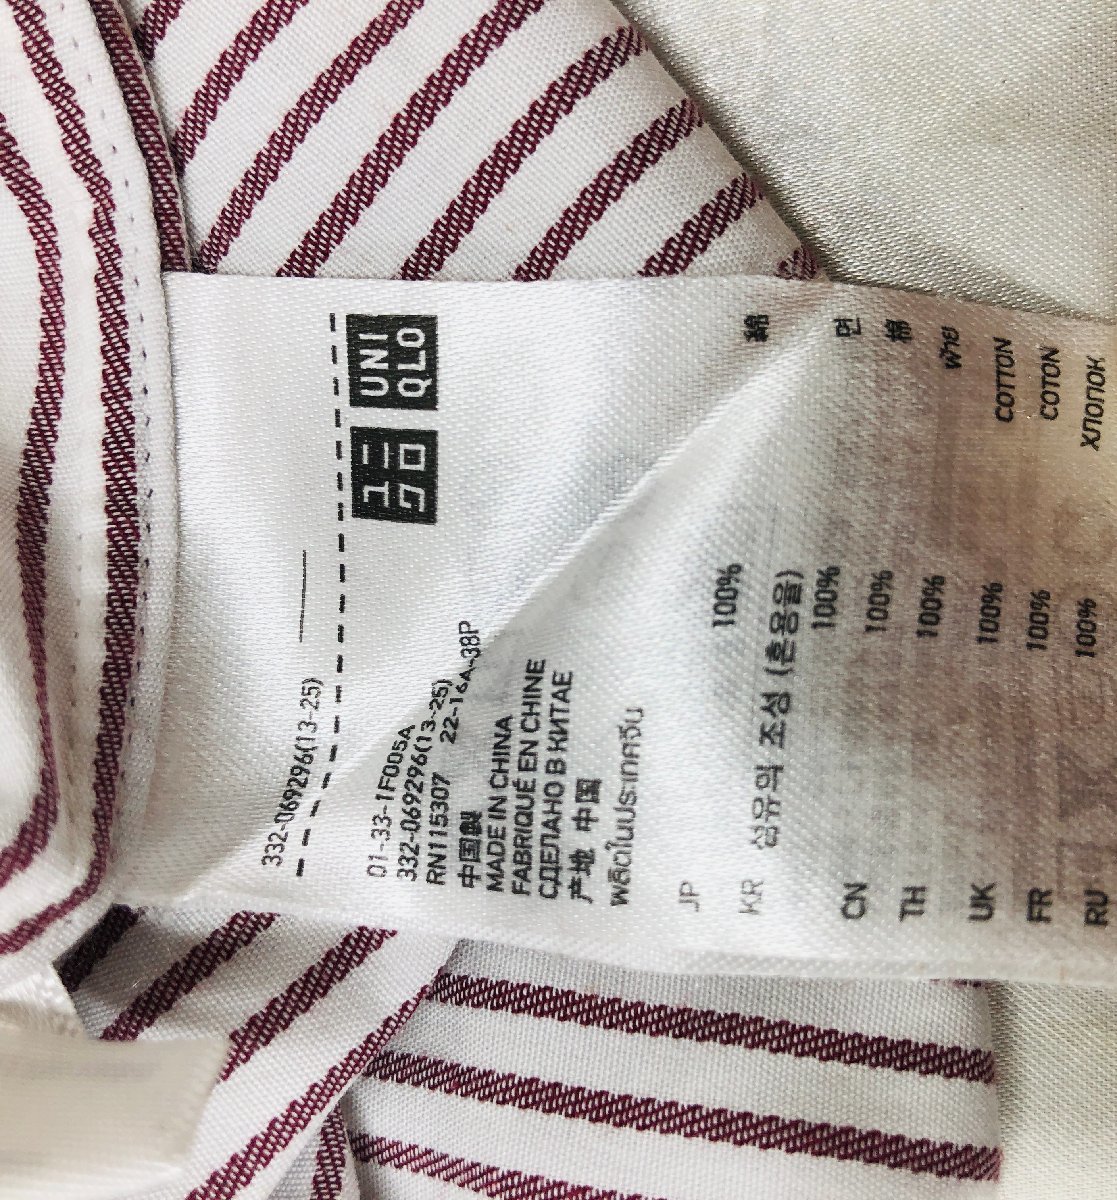 332-069296(13-25)
ユニ
クロ
UNI
QLO
01-33-1F005A
332-069296(13-25)
RN115307 22-16A-38P
中国製
MADE IN CHINA
FABRIQUÉ EN CHINE
СДЕЛАНО В КИТАЕ
产地 中国
ผลิตในประเทศจีน
JP 100% 綿
KR 섬유의 조성 (혼용율)
100% 면
CN 100% 棉
TH 100% ฝ้าย
UK 100% COTTON
FR 100% COTON
RU 100% ХЛОПОК